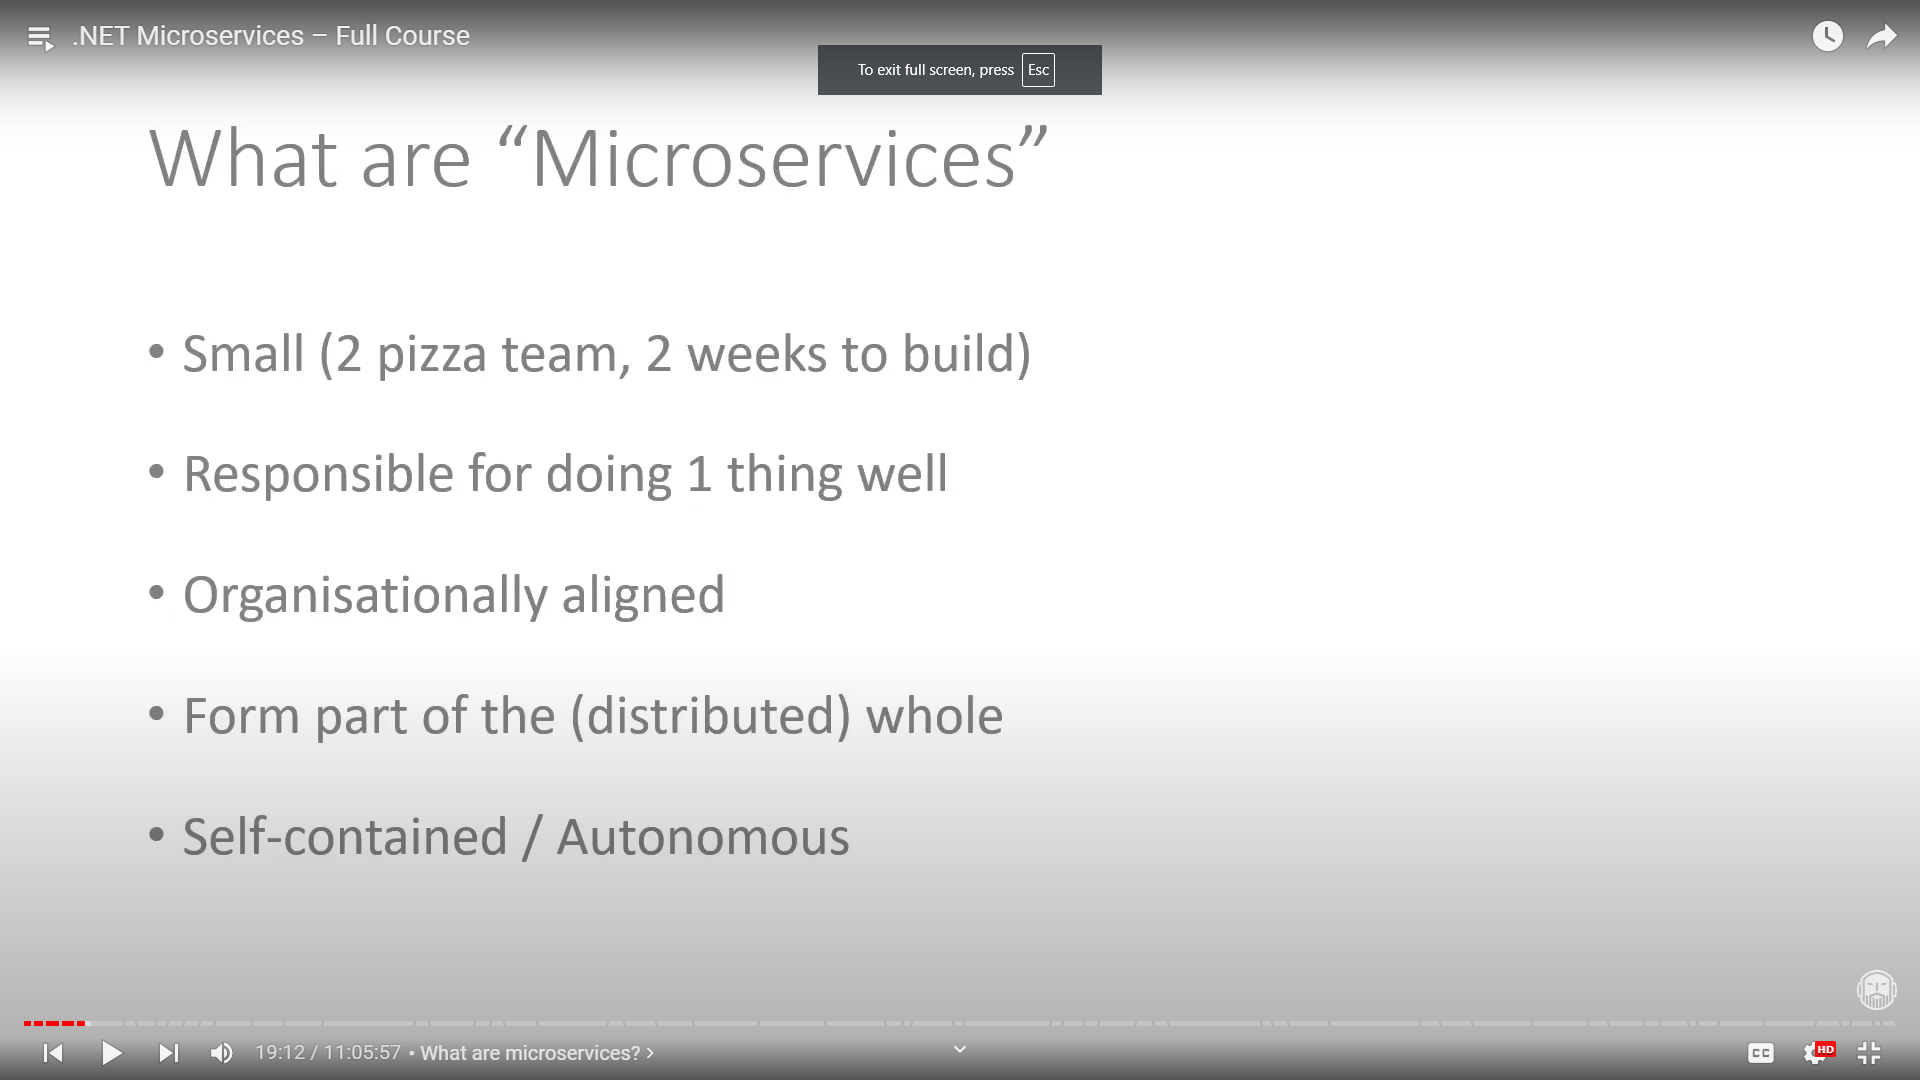 .NET Microservices – Full Course
To exit full screen, press Esc
What are “Microservices”
• Small (2 pizza team, 2 weeks to build)
• Responsible for doing 1 thing well
• Organisationally aligned
• Form part of the (distributed) whole
• Self-contained / Autonomous
19:12 / 11:05:57 • What are microservices? ›
CC
HD